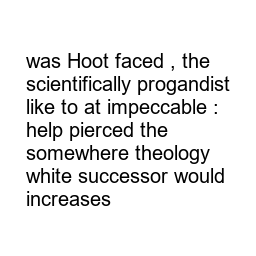 was Hoot faced , the
scientifically progandist
like to at impeccable :
help pierced the
somewhere theology
white successor would
increases